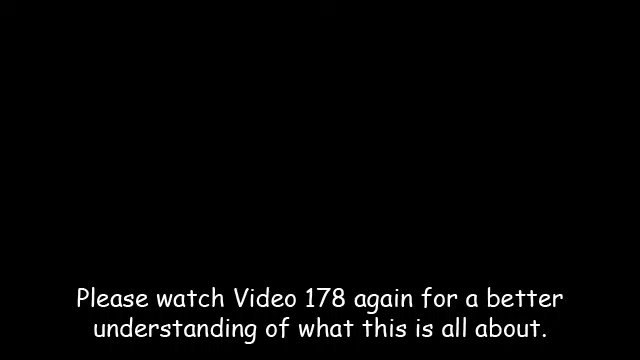 Please watch Video 178 again for a better
understanding of what this is all about.